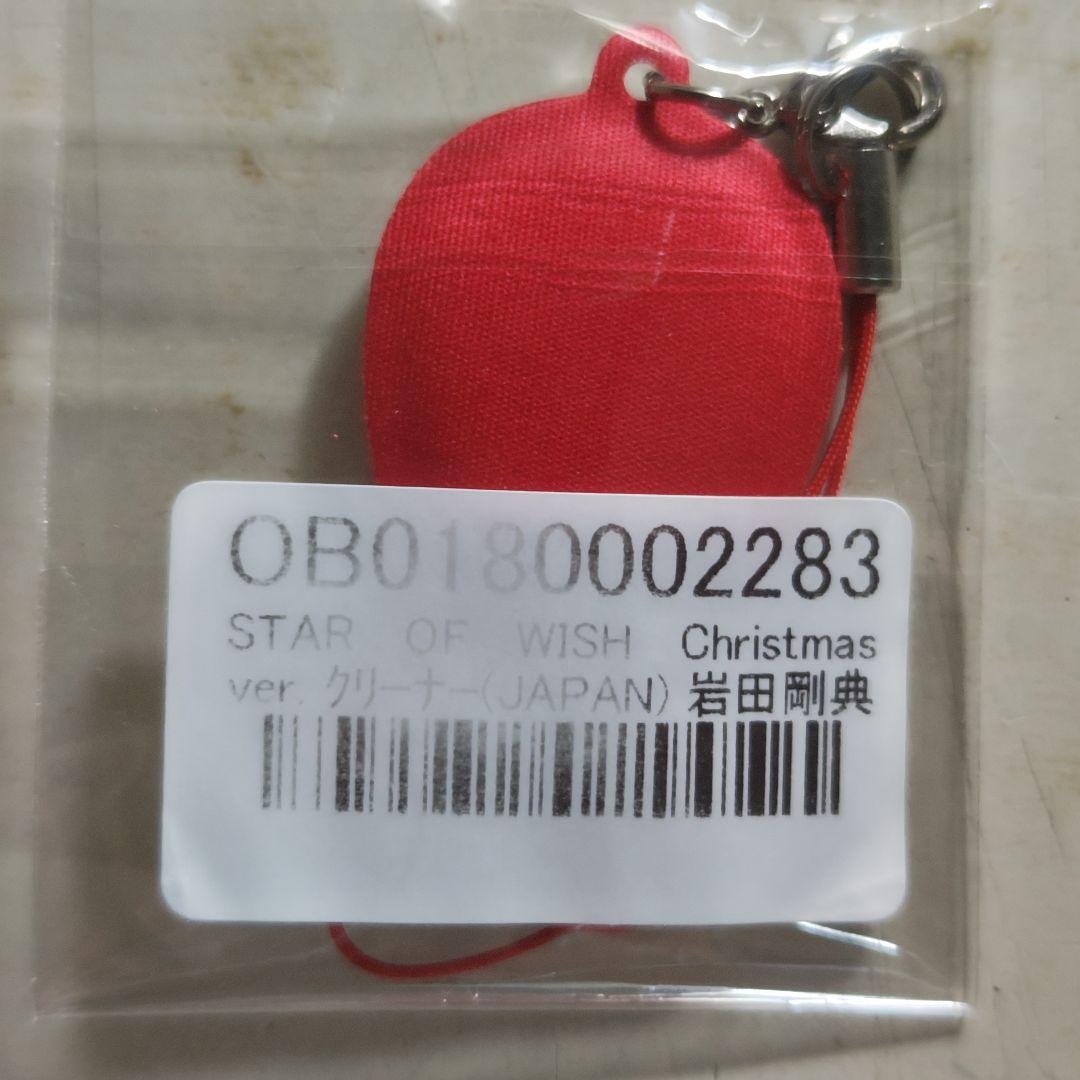 OB0180002283
STAR OF WISH Christmas
ver. クリーナー(JAPAN) 岩田剛典